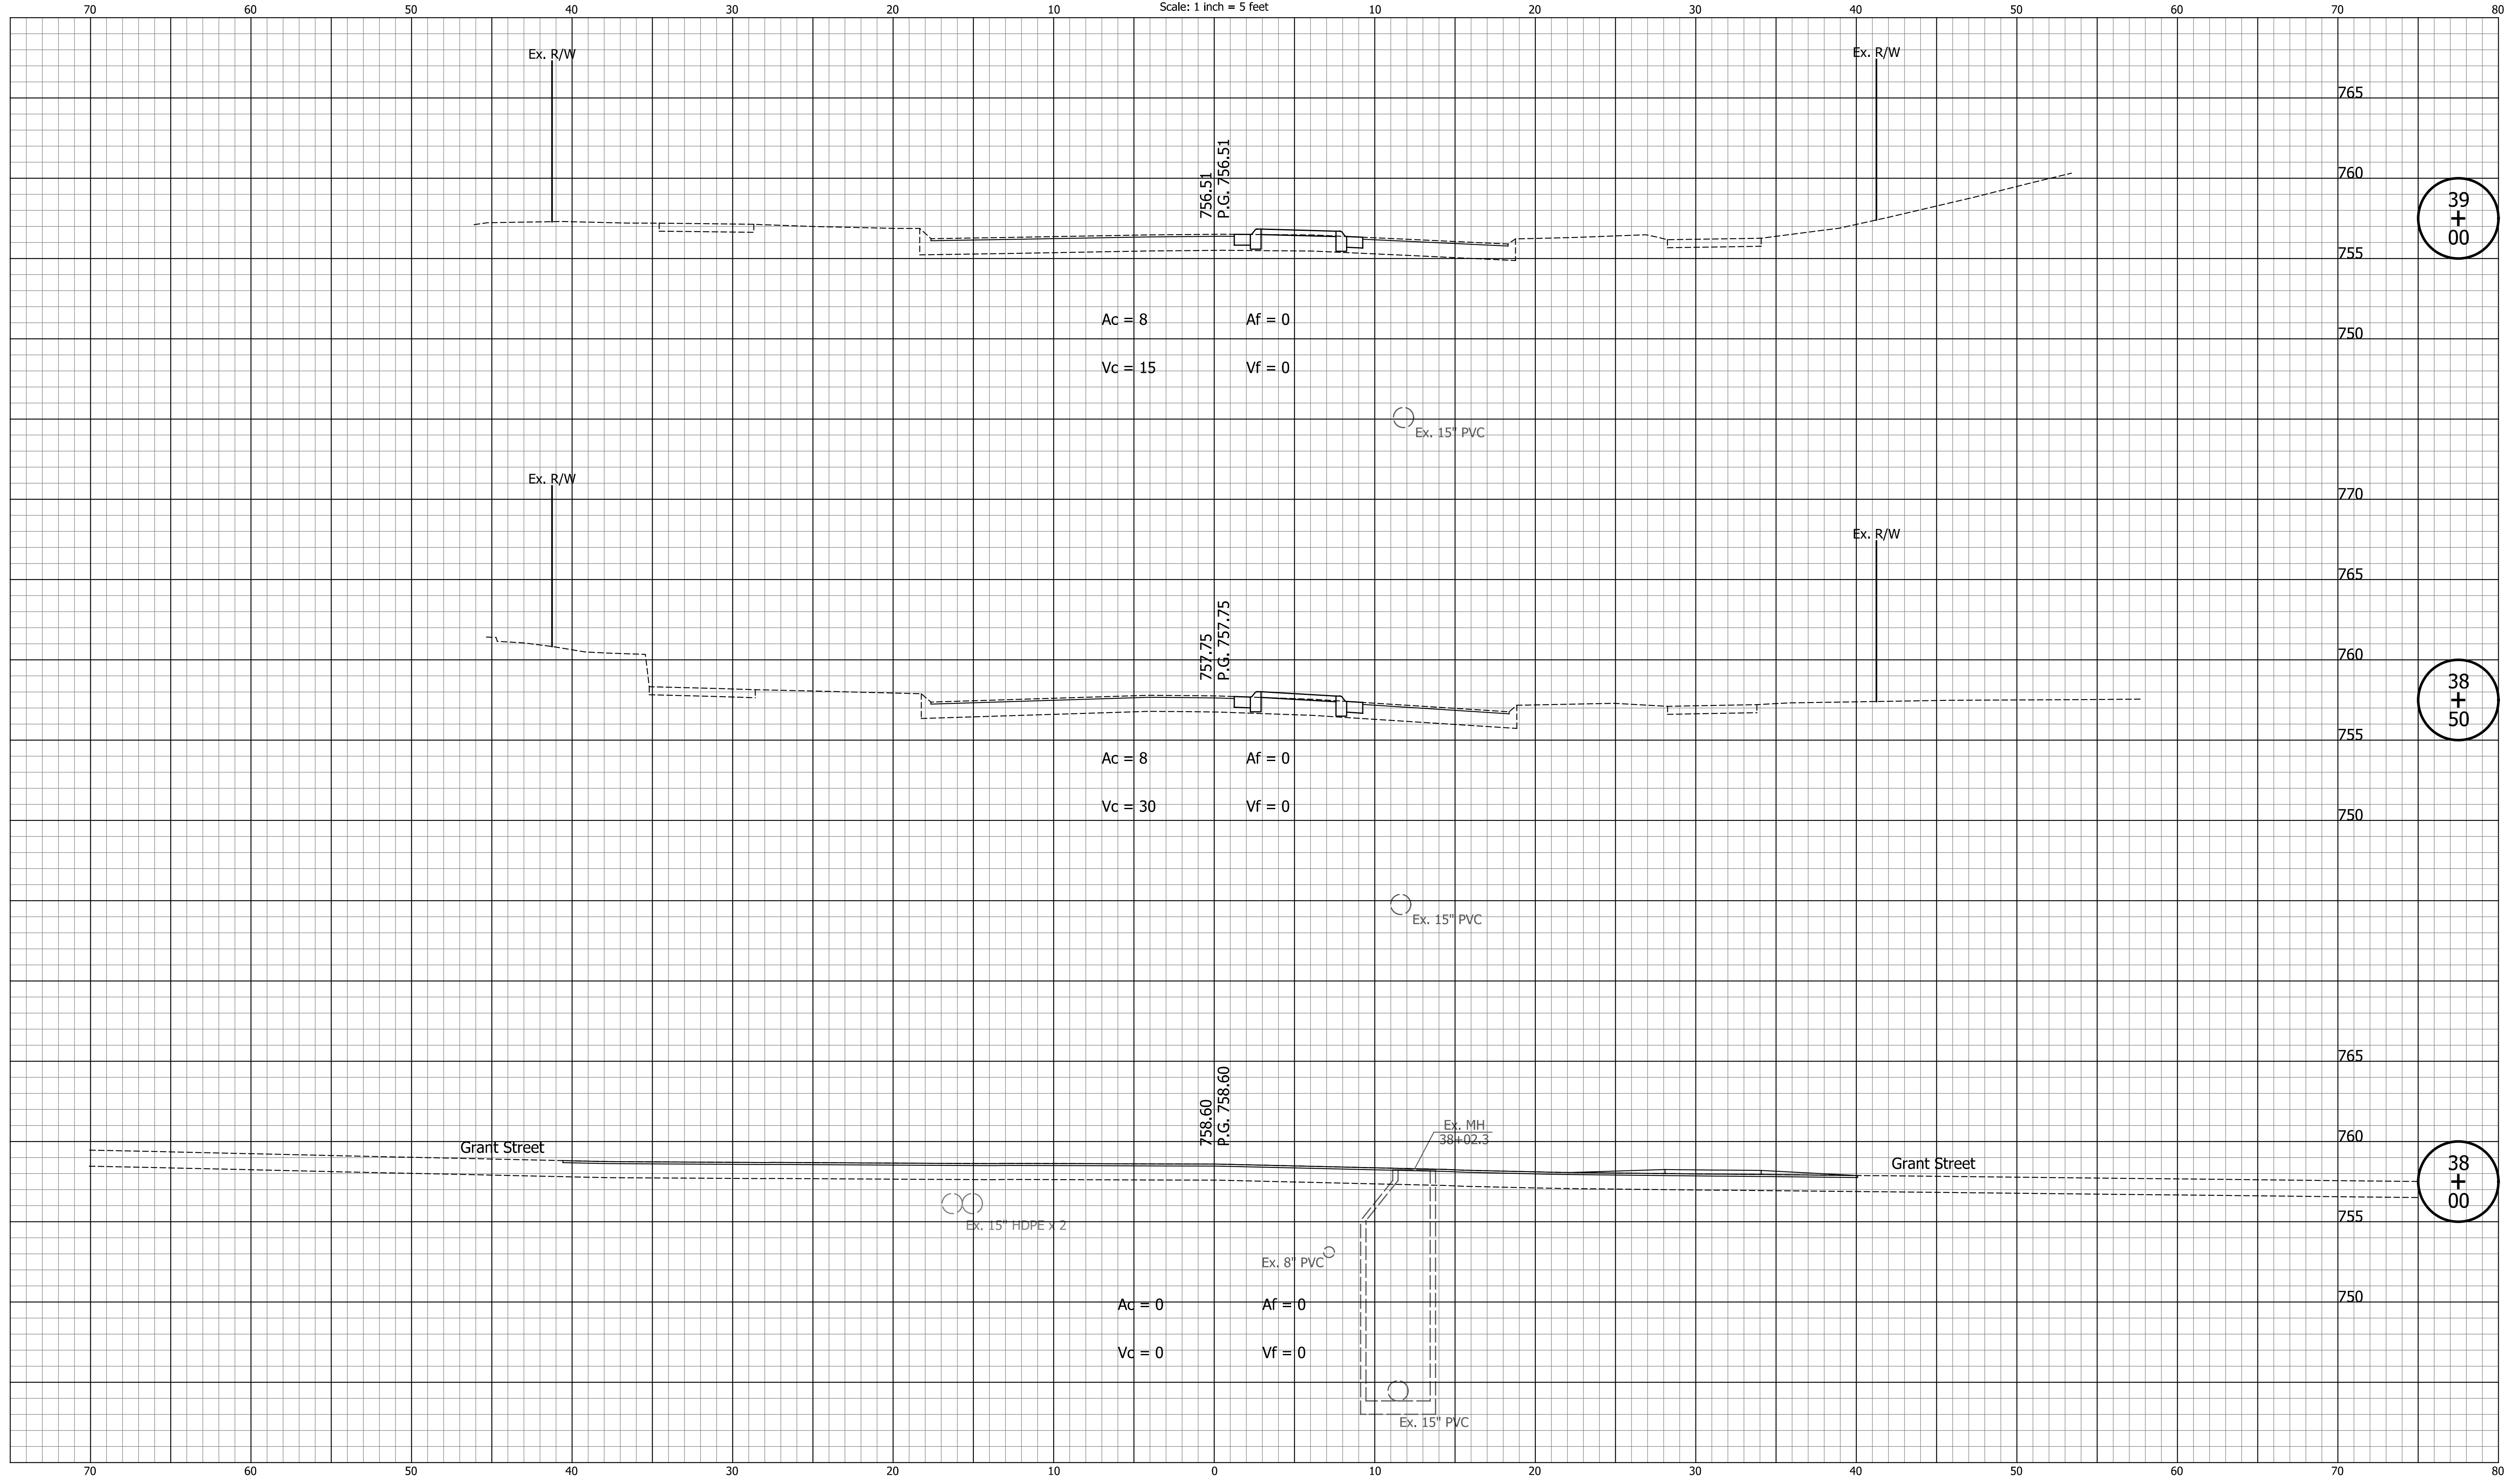 Scale: 1 inch = 5 feet
70 60 50 40 30 20 10 10 20 30 40 50 60 70 80
Ex. R/W
Ex. R/W
765
760
755
750
756.51
P.G. 756.51
39
+
00
Ac = 8 Af = 0
Vc = 15 Vf = 0
Ex. 15" PVC
Ex. R/W
Ex. R/W
770
765
760
755
750
757.75
P.G. 757.75
38
+
50
Ac = 8 Af = 0
Vc = 30 Vf = 0
Ex. 15" PVC
765
760
755
750
758.60
P.G. 758.60
Ex. MH
38+02.3
Grant Street
Grant Street
38
+
00
Ex. 15" HDPE x 2
Ex. 8" PVC
Ac = 0 Af = 0
Vc = 0 Vf = 0
Ex. 15" PVC
70 60 50 40 30 20 10 0 10 20 30 40 50 60 70 80